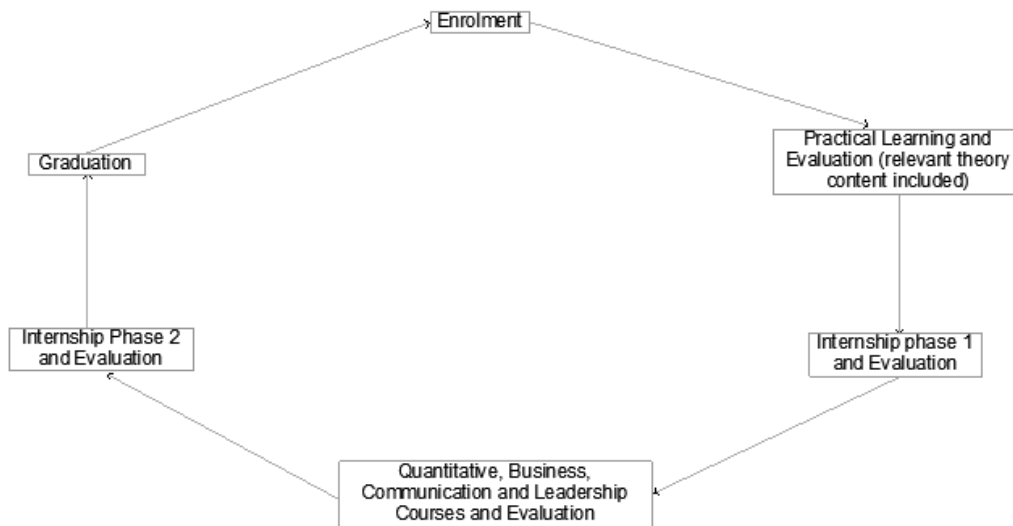 Enrolment
Practical Learning and
Evaluation (relevant theory
content included)
Internship phase 1
and Evaluation
Quantitative, Business,
Communication and Leadership
Courses and Evaluation
Internship Phase 2
and Evaluation
Graduation